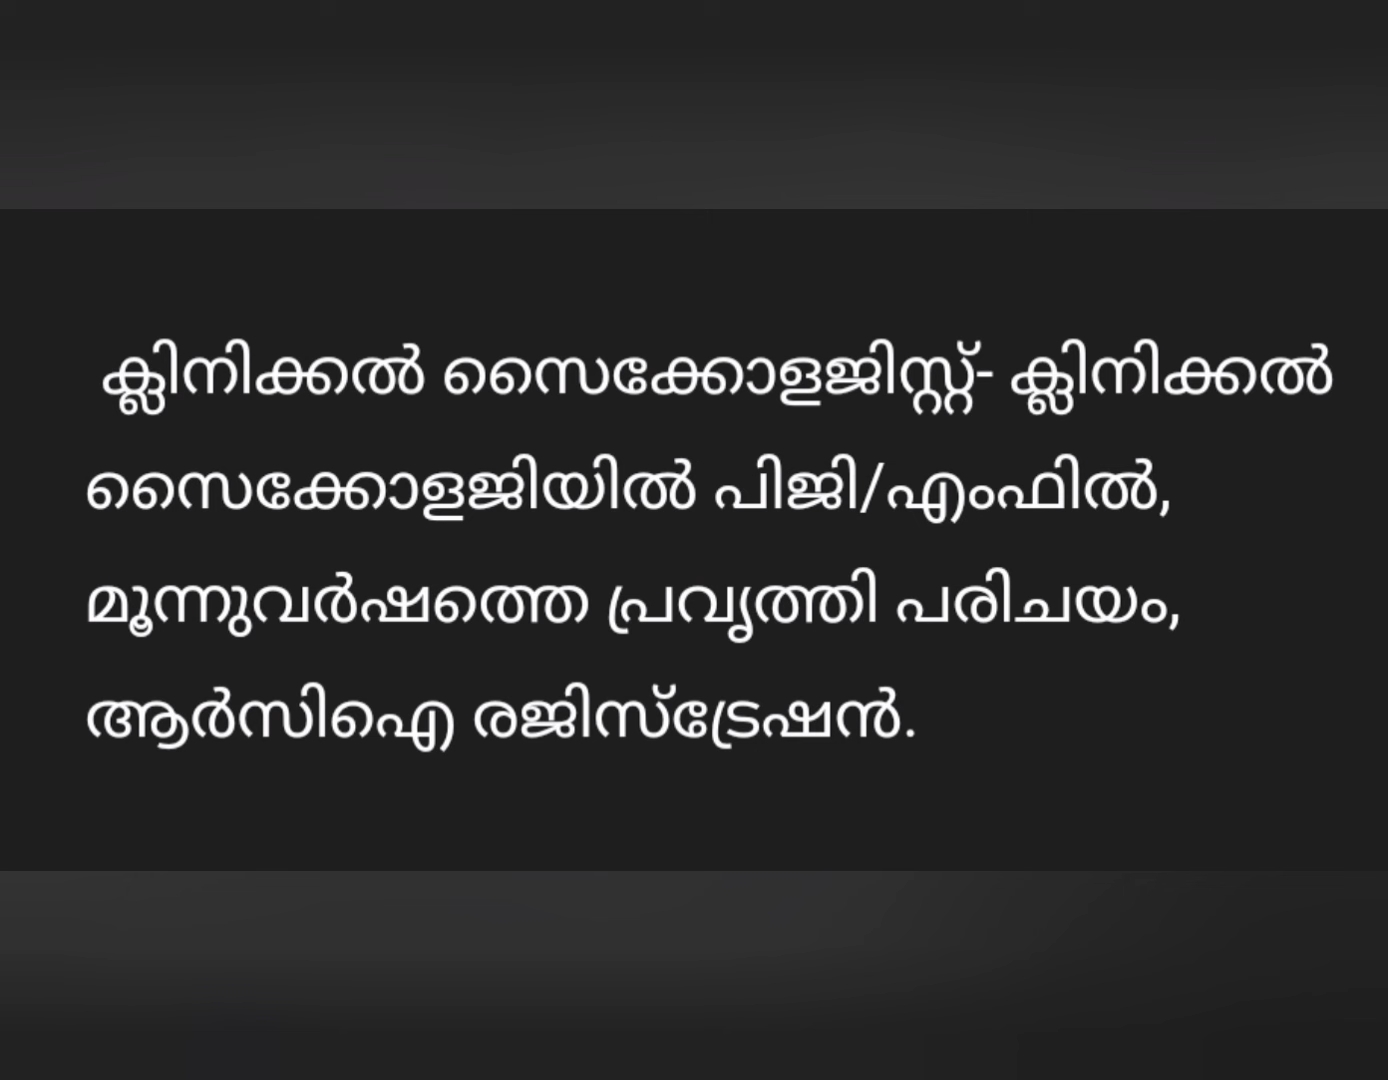 ക്ലിനിക്കൽ സൈക്കോളജിസ്റ്റ്- ക്ലിനിക്കൽ
സൈക്കോളജിയിൽ പിജി/എംഫിൽ,
മൂന്നുവർഷത്തെ പ്രവൃത്തി പരിചയം,
ആർസിഐ രജിസ്ട്രേഷൻ.